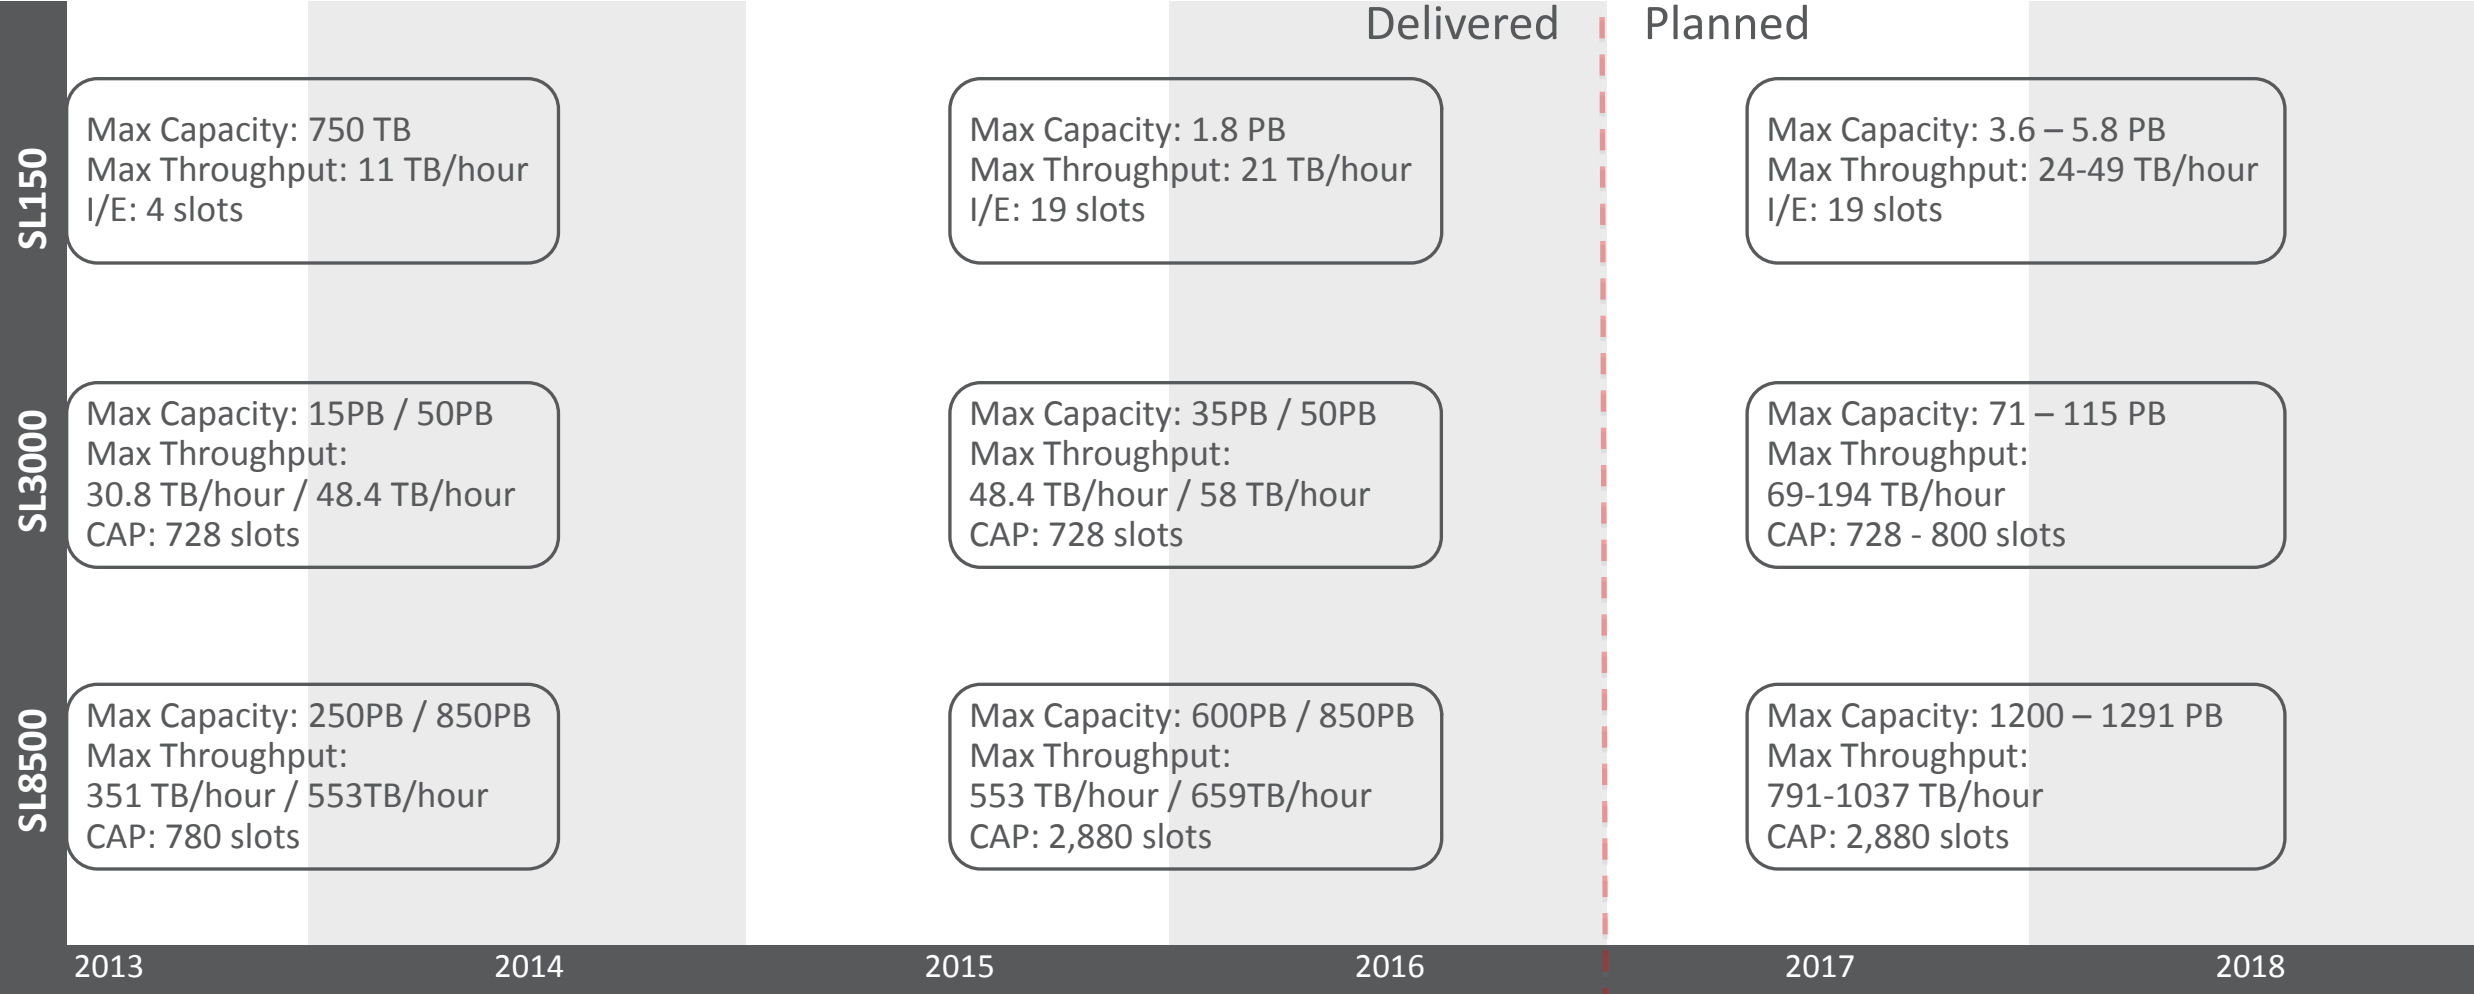 Delivered
Planned
SL150
Max Capacity: 750 TB
Max Throughput: 11 TB/hour
I/E: 4 slots
Max Capacity: 1.8 PB
Max Throughput: 21 TB/hour
I/E: 19 slots
Max Capacity: 3.6 – 5.8 PB
Max Throughput: 24-49 TB/hour
I/E: 19 slots
SL3000
Max Capacity: 15PB / 50PB
Max Throughput:
30.8 TB/hour / 48.4 TB/hour
CAP: 728 slots
Max Capacity: 35PB / 50PB
Max Throughput:
48.4 TB/hour / 58 TB/hour
CAP: 728 slots
Max Capacity: 71 – 115 PB
Max Throughput:
69-194 TB/hour
CAP: 728 - 800 slots
SL8500
Max Capacity: 250PB / 850PB
Max Throughput:
351 TB/hour / 553TB/hour
CAP: 780 slots
Max Capacity: 600PB / 850PB
Max Throughput:
553 TB/hour / 659TB/hour
CAP: 2,880 slots
Max Capacity: 1200 – 1291 PB
Max Throughput:
791-1037 TB/hour
CAP: 2,880 slots
2013
2014
2015
2016
2017
2018